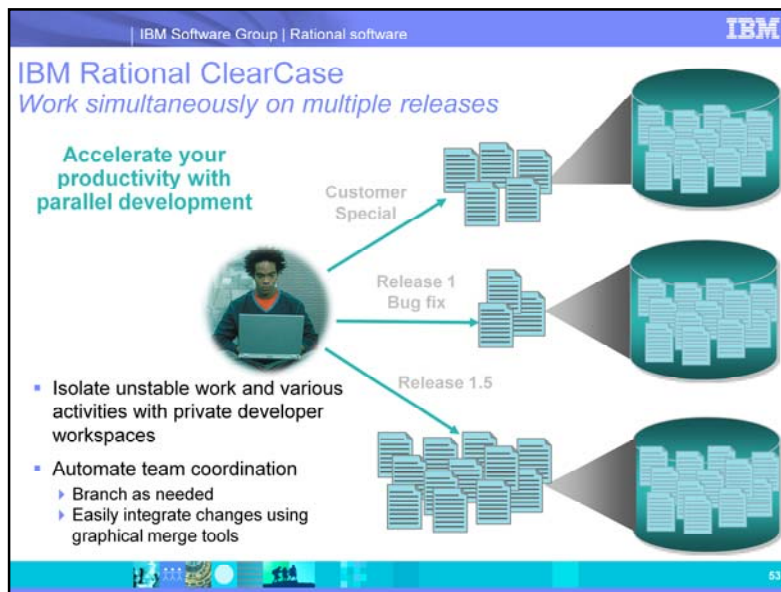 IBM Software Group | Rational software
IBM
IBM Rational ClearCase
Work simultaneously on multiple releases
Accelerate your
productivity with
parallel development
Customer
Special
Release 1
Bug fix
Release 1.5
Isolate unstable work and various
activities with private developer
workspaces
Automate team coordination
Branch as needed
Easily integrate changes using
graphical merge tools
53